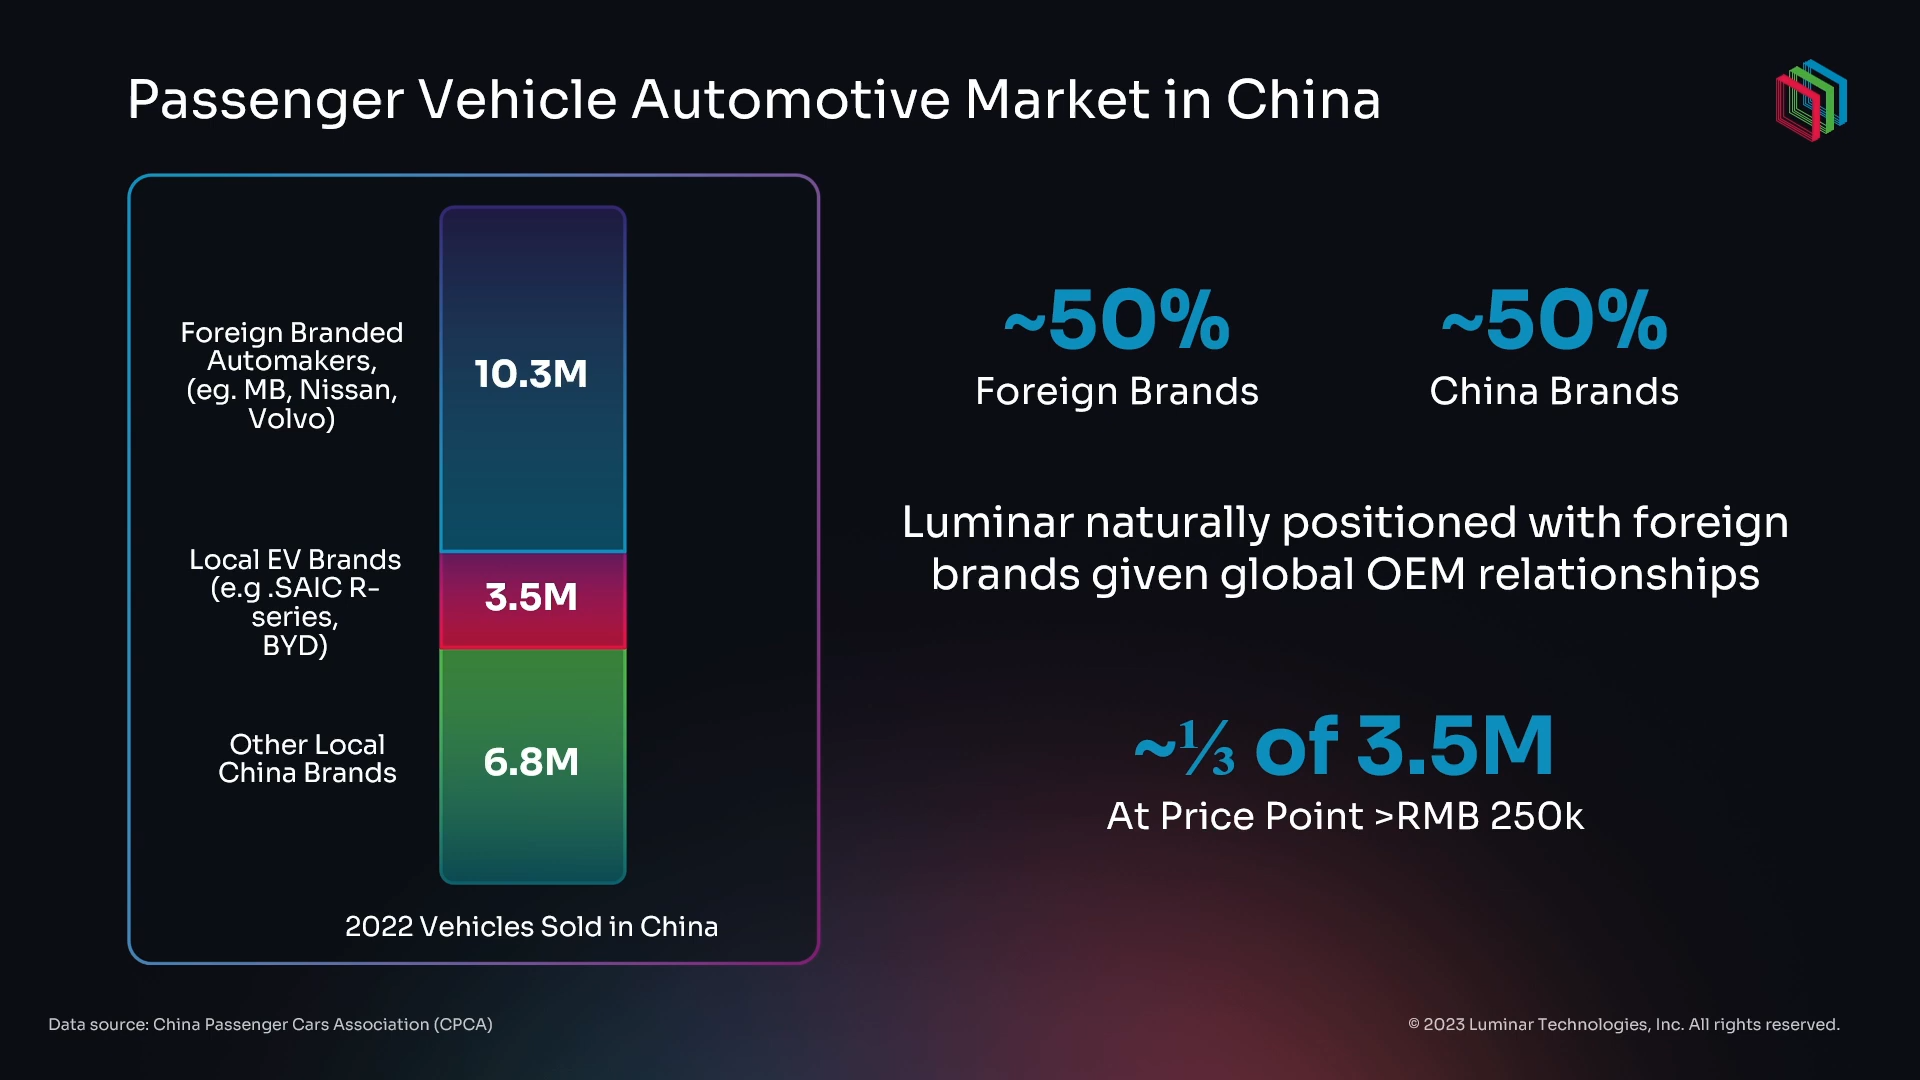 Passenger Vehicle Automotive Market in China
Foreign Branded
Automakers,
(eg. MB, Nissan,
Volvo)
10.3M
Local EV Brands
(e.g .SAIC R-
series,
BYD)
3.5M
Other Local
China Brands
6.8M
2022 Vehicles Sold in China
~50%
Foreign Brands
~50%
China Brands
Luminar naturally positioned with foreign
brands given global OEM relationships
~⅓ of 3.5M
At Price Point >RMB 250k
Data source: China Passenger Cars Association (CPCA)
© 2023 Luminar Technologies, Inc. All rights reserved.